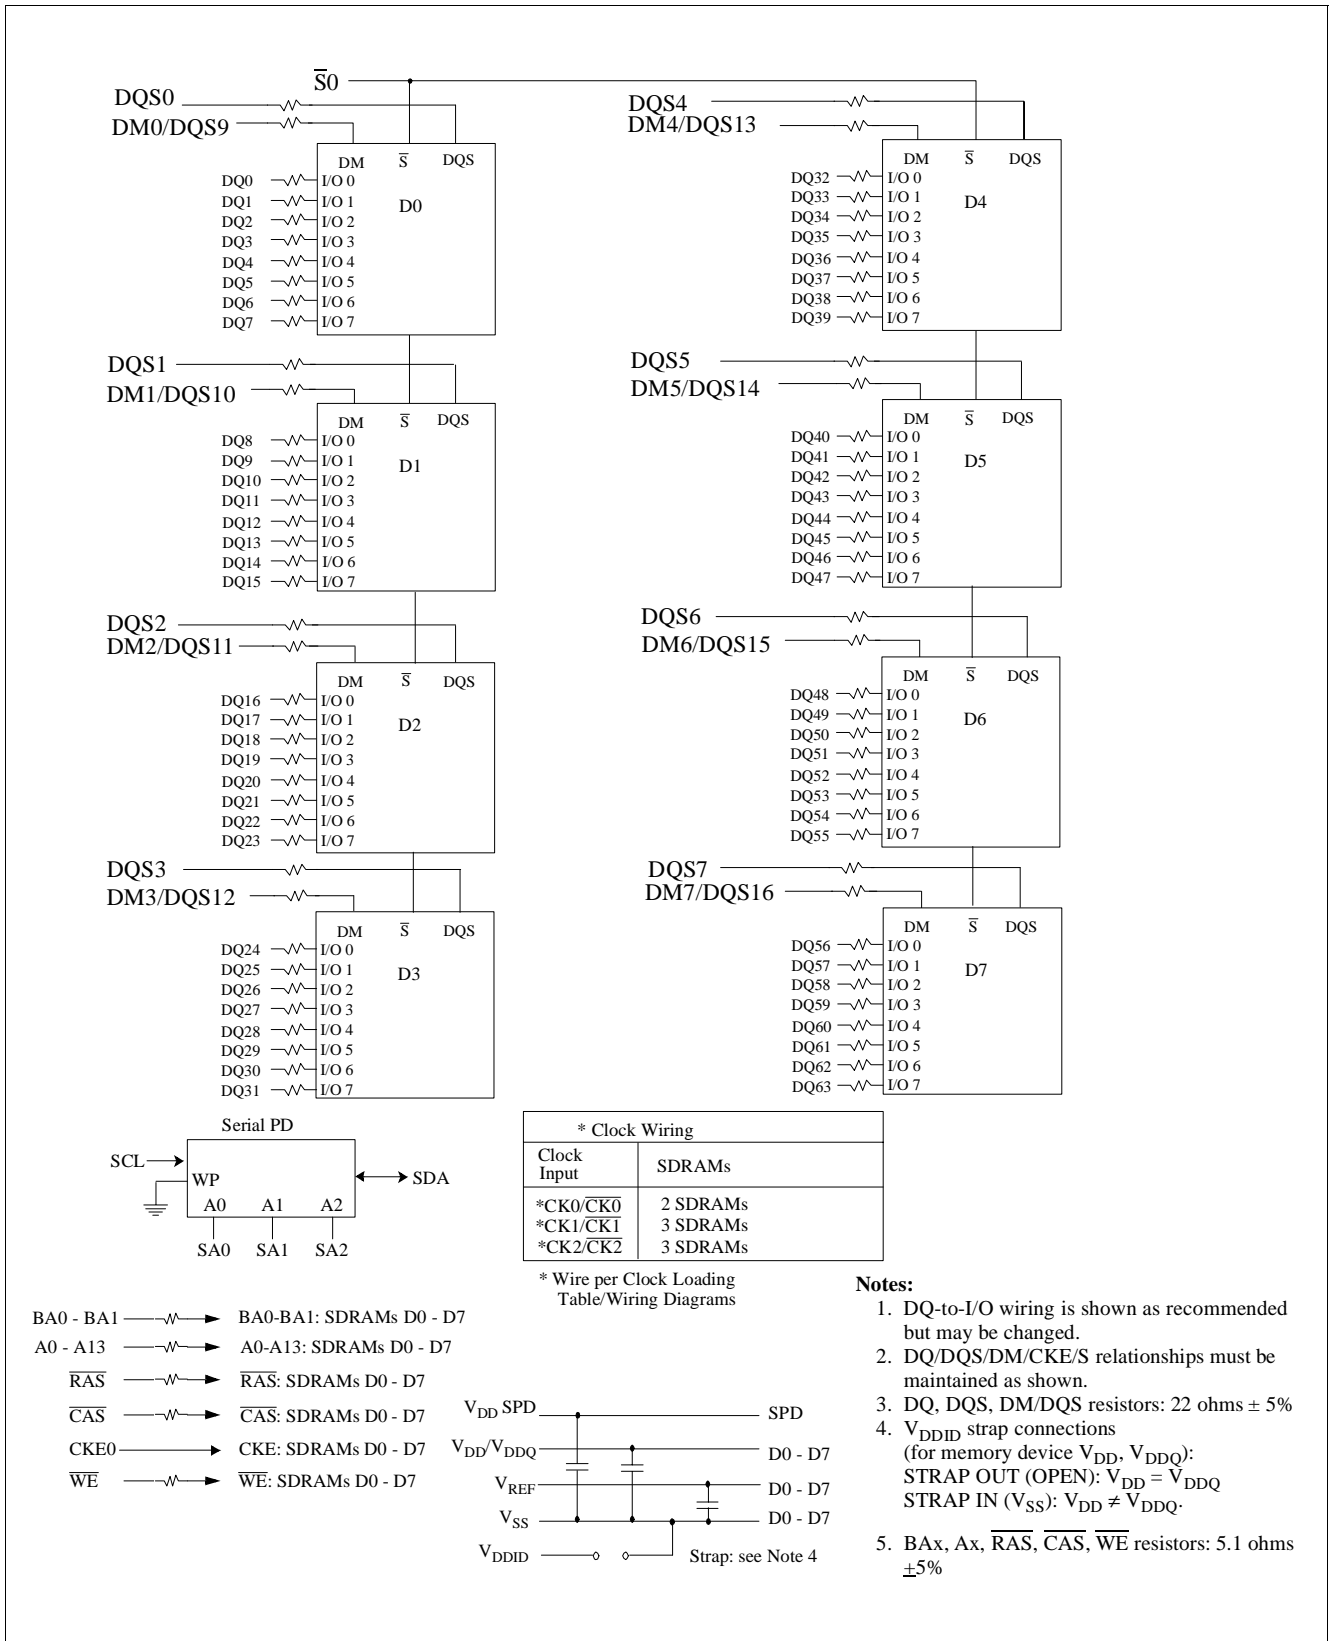 S̅0
DQS0
DM0/DQS9
DM S̅ DQS
D0
DQ0 I/O 0
DQ1 I/O 1
DQ2 I/O 2
DQ3 I/O 3
DQ4 I/O 4
DQ5 I/O 5
DQ6 I/O 6
DQ7 I/O 7
DQS1
DM1/DQS10
DM S̅ DQS
D1
DQ8 I/O 0
DQ9 I/O 1
DQ10 I/O 2
DQ11 I/O 3
DQ12 I/O 4
DQ13 I/O 5
DQ14 I/O 6
DQ15 I/O 7
DQS2
DM2/DQS11
DM S̅ DQS
D2
DQ16 I/O 0
DQ17 I/O 1
DQ18 I/O 2
DQ19 I/O 3
DQ20 I/O 4
DQ21 I/O 5
DQ22 I/O 6
DQ23 I/O 7
DQS3
DM3/DQS12
DM S̅ DQS
D3
DQ24 I/O 0
DQ25 I/O 1
DQ26 I/O 2
DQ27 I/O 3
DQ28 I/O 4
DQ29 I/O 5
DQ30 I/O 6
DQ31 I/O 7
DQS4
DM4/DQS13
DM S̅ DQS
D4
DQ32 I/O 0
DQ33 I/O 1
DQ34 I/O 2
DQ35 I/O 3
DQ36 I/O 4
DQ37 I/O 5
DQ38 I/O 6
DQ39 I/O 7
DQS5
DM5/DQS14
DM S̅ DQS
D5
DQ40 I/O 0
DQ41 I/O 1
DQ42 I/O 2
DQ43 I/O 3
DQ44 I/O 4
DQ45 I/O 5
DQ46 I/O 6
DQ47 I/O 7
DQS6
DM6/DQS15
DM S̅ DQS
D6
DQ48 I/O 0
DQ49 I/O 1
DQ50 I/O 2
DQ51 I/O 3
DQ52 I/O 4
DQ53 I/O 5
DQ54 I/O 6
DQ55 I/O 7
DQS7
DM7/DQS16
DM S̅ DQS
D7
DQ56 I/O 0
DQ57 I/O 1
DQ58 I/O 2
DQ59 I/O 3
DQ60 I/O 4
DQ61 I/O 5
DQ62 I/O 6
DQ63 I/O 7
Serial PD
SCL
WP
SDA
A0 A1 A2
SA0 SA1 SA2
* Clock Wiring
Clock Input SDRAMs
*CK0/C̅K̅0̅ 2 SDRAMs
*CK1/C̅K̅1̅ 3 SDRAMs
*CK2/C̅K̅2̅ 3 SDRAMs
* Wire per Clock Loading
Table/Wiring Diagrams
BA0 - BA1 BA0-BA1: SDRAMs D0 - D7
A0 - A13 A0-A13: SDRAMs D0 - D7
R̅A̅S̅ R̅A̅S̅: SDRAMs D0 - D7
C̅A̅S̅ C̅A̅S̅: SDRAMs D0 - D7
CKE0 CKE: SDRAMs D0 - D7
W̅E̅ W̅E̅: SDRAMs D0 - D7
VDD SPD SPD
VDD/VDDQ D0 - D7
VREF D0 - D7
VSS D0 - D7
VDDID Strap: see Note 4
Notes:
1. DQ-to-I/O wiring is shown as recommended
but may be changed.
2. DQ/DQS/DM/CKE/S relationships must be
maintained as shown.
3. DQ, DQS, DM/DQS resistors: 22 ohms ± 5%
4. VDDID strap connections
(for memory device VDD, VDDQ):
STRAP OUT (OPEN): VDD = VDDQ
STRAP IN (VSS): VDD ≠ VDDQ.
5. BAx, Ax, R̅A̅S̅, C̅A̅S̅, W̅E̅ resistors: 5.1 ohms
±5%